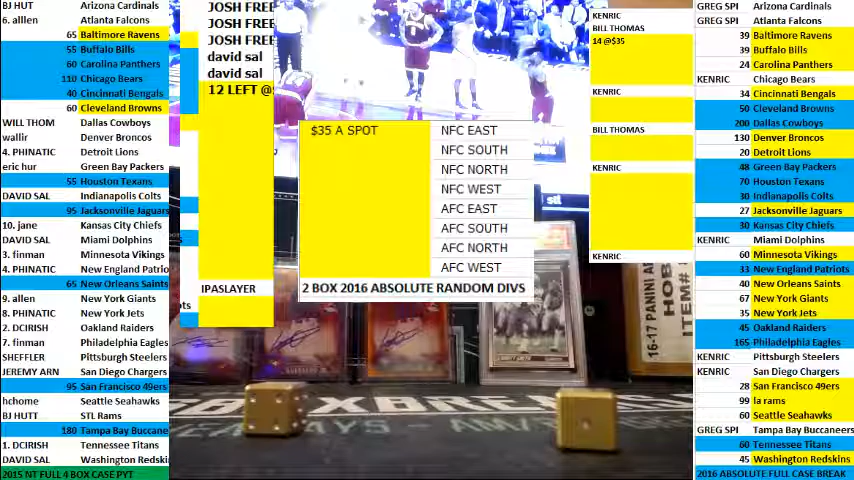 BJ HUT Arizona Cardinals
6. alllen Atlanta Falcons
65 Baltimore Ravens
55 Buffalo Bills
60 Carolina Panthers
110 Chicago Bears
40 Cincinnati Bengals
60 Cleveland Browns
WILL THOM Dallas Cowboys
wallir Denver Broncos
4. PHINATIC Detroit Lions
eric hur Green Bay Packers
55 Houston Texans
DAVID SAL Indianapolis Colts
95 Jacksonville Jaguars
10. jane Kansas City Chiefs
DAVID SAL Miami Dolphins
3. finman Minnesota Vikings
4. PHINATIC New England Patrio
65 New Orleans Saints
9. allen New York Giants
8. PHINATIC New York Jets
2. DCIRISH Oakland Raiders
7. finman Philadelphia Eagles
SHEFFLER Pittsburgh Steelers
JEREMY ARN San Diego Chargers
95 San Francisco 49ers
hchome Seattle Seahawks
BJ HUTT STL Rams
180 Tampa Bay Buccane
1. DCIRISH Tennessee Titans
DAVID SAL Washington Redskin
2015 NT FULL 4 BOX CASE PYT
JOSH FREE
JOSH FREE
JOSH FREE
david sal
david sal
12 LEFT @
IPASLAYER
$35 A SPOT
NFC EAST
NFC SOUTH
NFC NORTH
NFC WEST
AFC EAST
AFC SOUTH
AFC NORTH
AFC WEST
2 BOX 2016 ABSOLUTE RANDOM DIVS
stl
16-17 PANINI
HOB
ITEM#
KENRIC
BILL THOMAS
14 @$35
KENRIC
BILL THOMAS
KENRIC
KENRIC
GREG SPI Arizona Cardinals
GREG SPI Atlanta Falcons
39 Baltimore Ravens
39 Buffalo Bills
24 Carolina Panthers
KENRIC Chicago Bears
34 Cincinnati Bengals
50 Cleveland Browns
200 Dallas Cowboys
130 Denver Broncos
20 Detroit Lions
48 Green Bay Packers
70 Houston Texans
30 Indianapolis Colts
27 Jacksonville Jaguars
30 Kansas City Chiefs
KENRIC Miami Dolphins
60 Minnesota Vikings
33 New England Patriots
40 New Orleans Saints
67 New York Giants
35 New York Jets
45 Oakland Raiders
165 Philadelphia Eagles
KENRIC Pittsburgh Steelers
KENRIC San Diego Chargers
28 San Francisco 49ers
99 la rams
60 Seattle Seahawks
GREG SPI Tampa Bay Buccaneers
60 Tennessee Titans
45 Washington Redskins
2016 ABSOLUTE FULL CASE BREAK